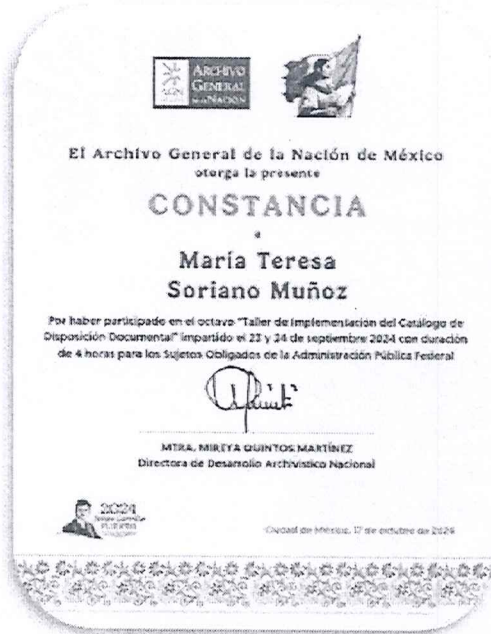 ARCHIVO
GENERAL
DE LA NACIÓN
El Archivo General de la Nación de México
otorga la presente
CONSTANCIA
a
María Teresa
Soriano Muñoz
Por haber participado en el octavo "Taller de Implementación del Catálogo de
Disposición Documental" impartido el 23 y 24 de septiembre 2024 con duración
de 4 horas para los Sujetos Obligados de la Administración Pública Federal
MTRA. MIREYA QUINTOS MARTÍNEZ
Directora de Desarrollo Archivístico Nacional
2024
Ciudad de México, 17 de octubre de 2024